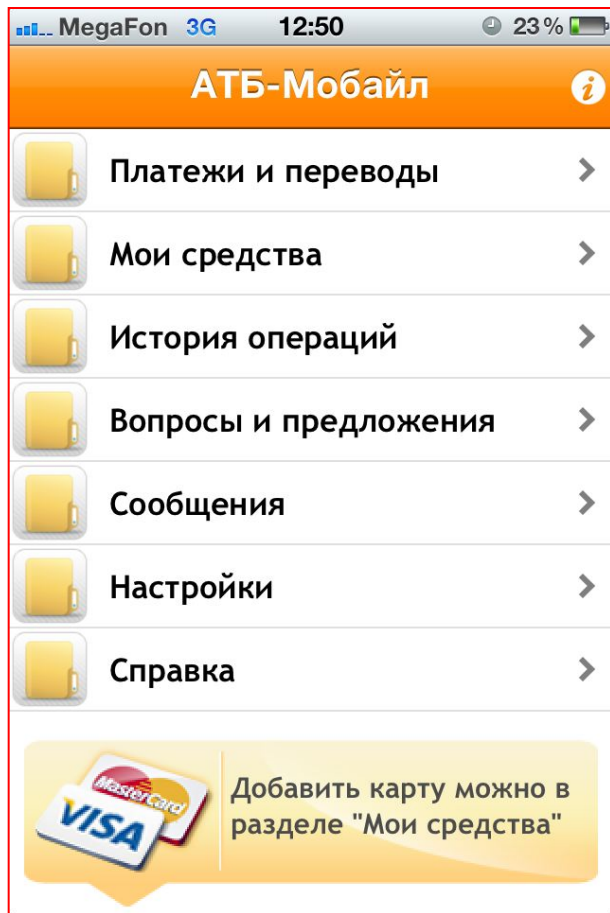 MegaFon 3G 12:50 23%
АТБ-Мобайл
Платежи и переводы
Мои средства
История операций
Вопросы и предложения
Сообщения
Настройки
Справка
MasterCard
VISA
Добавить карту можно в
разделе "Мои средства"